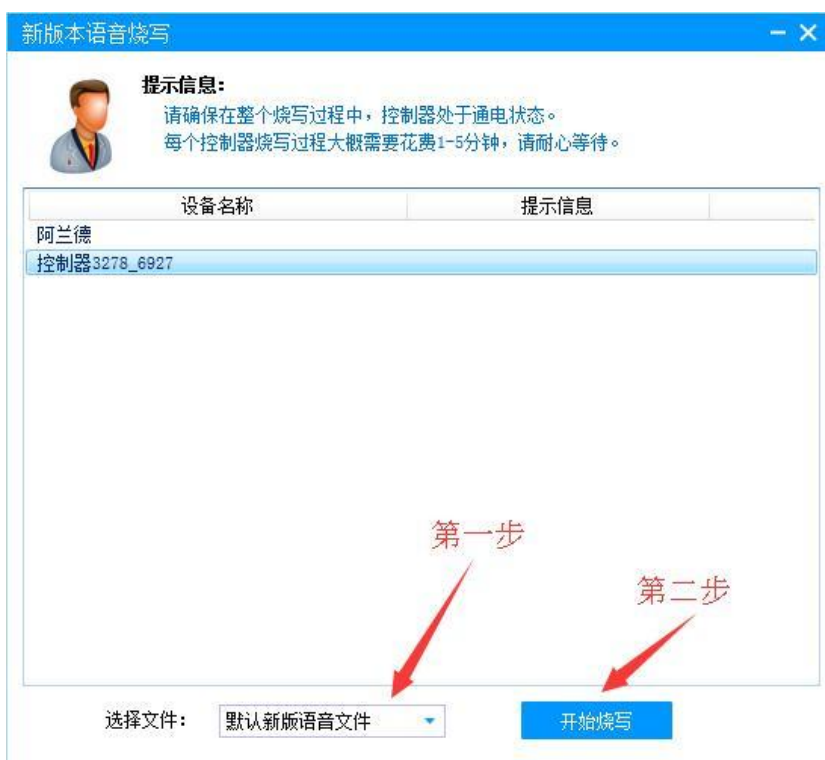 新版本语音烧写
提示信息：
请确保在整个烧写过程中，控制器处于通电状态。
每个控制器烧写过程大概需要花费1-5分钟，请耐心等待。
设备名称 提示信息
阿兰德
控制器3278_6927
第一步
第二步
选择文件： 默认新版语音文件 开始烧写